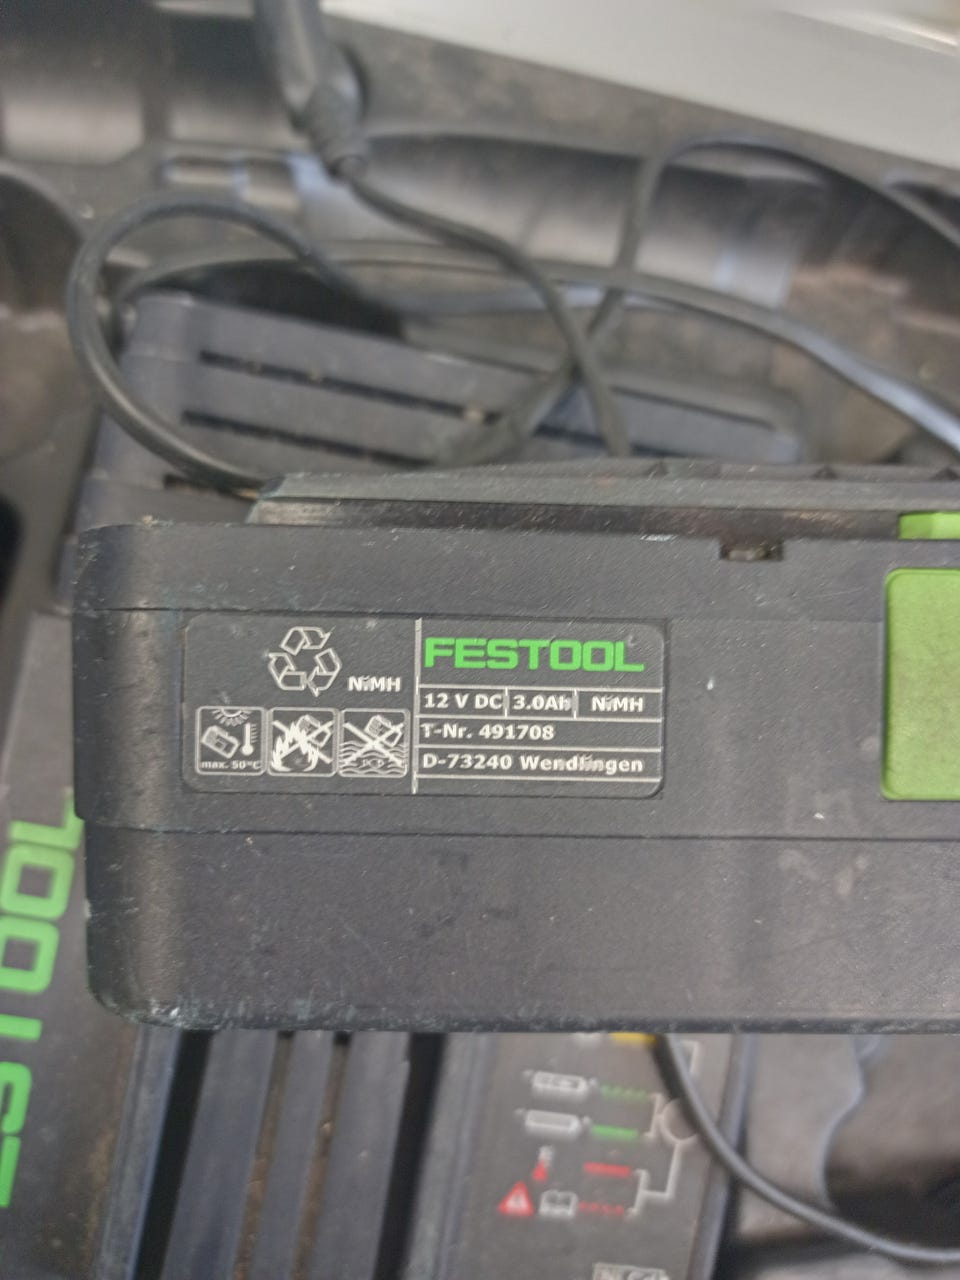 NiMH
max. 50°C
FESTOOL
12 V DC 3.0Ah NiMH
T-Nr. 491708
D-73240 Wendlingen
FESTOOL